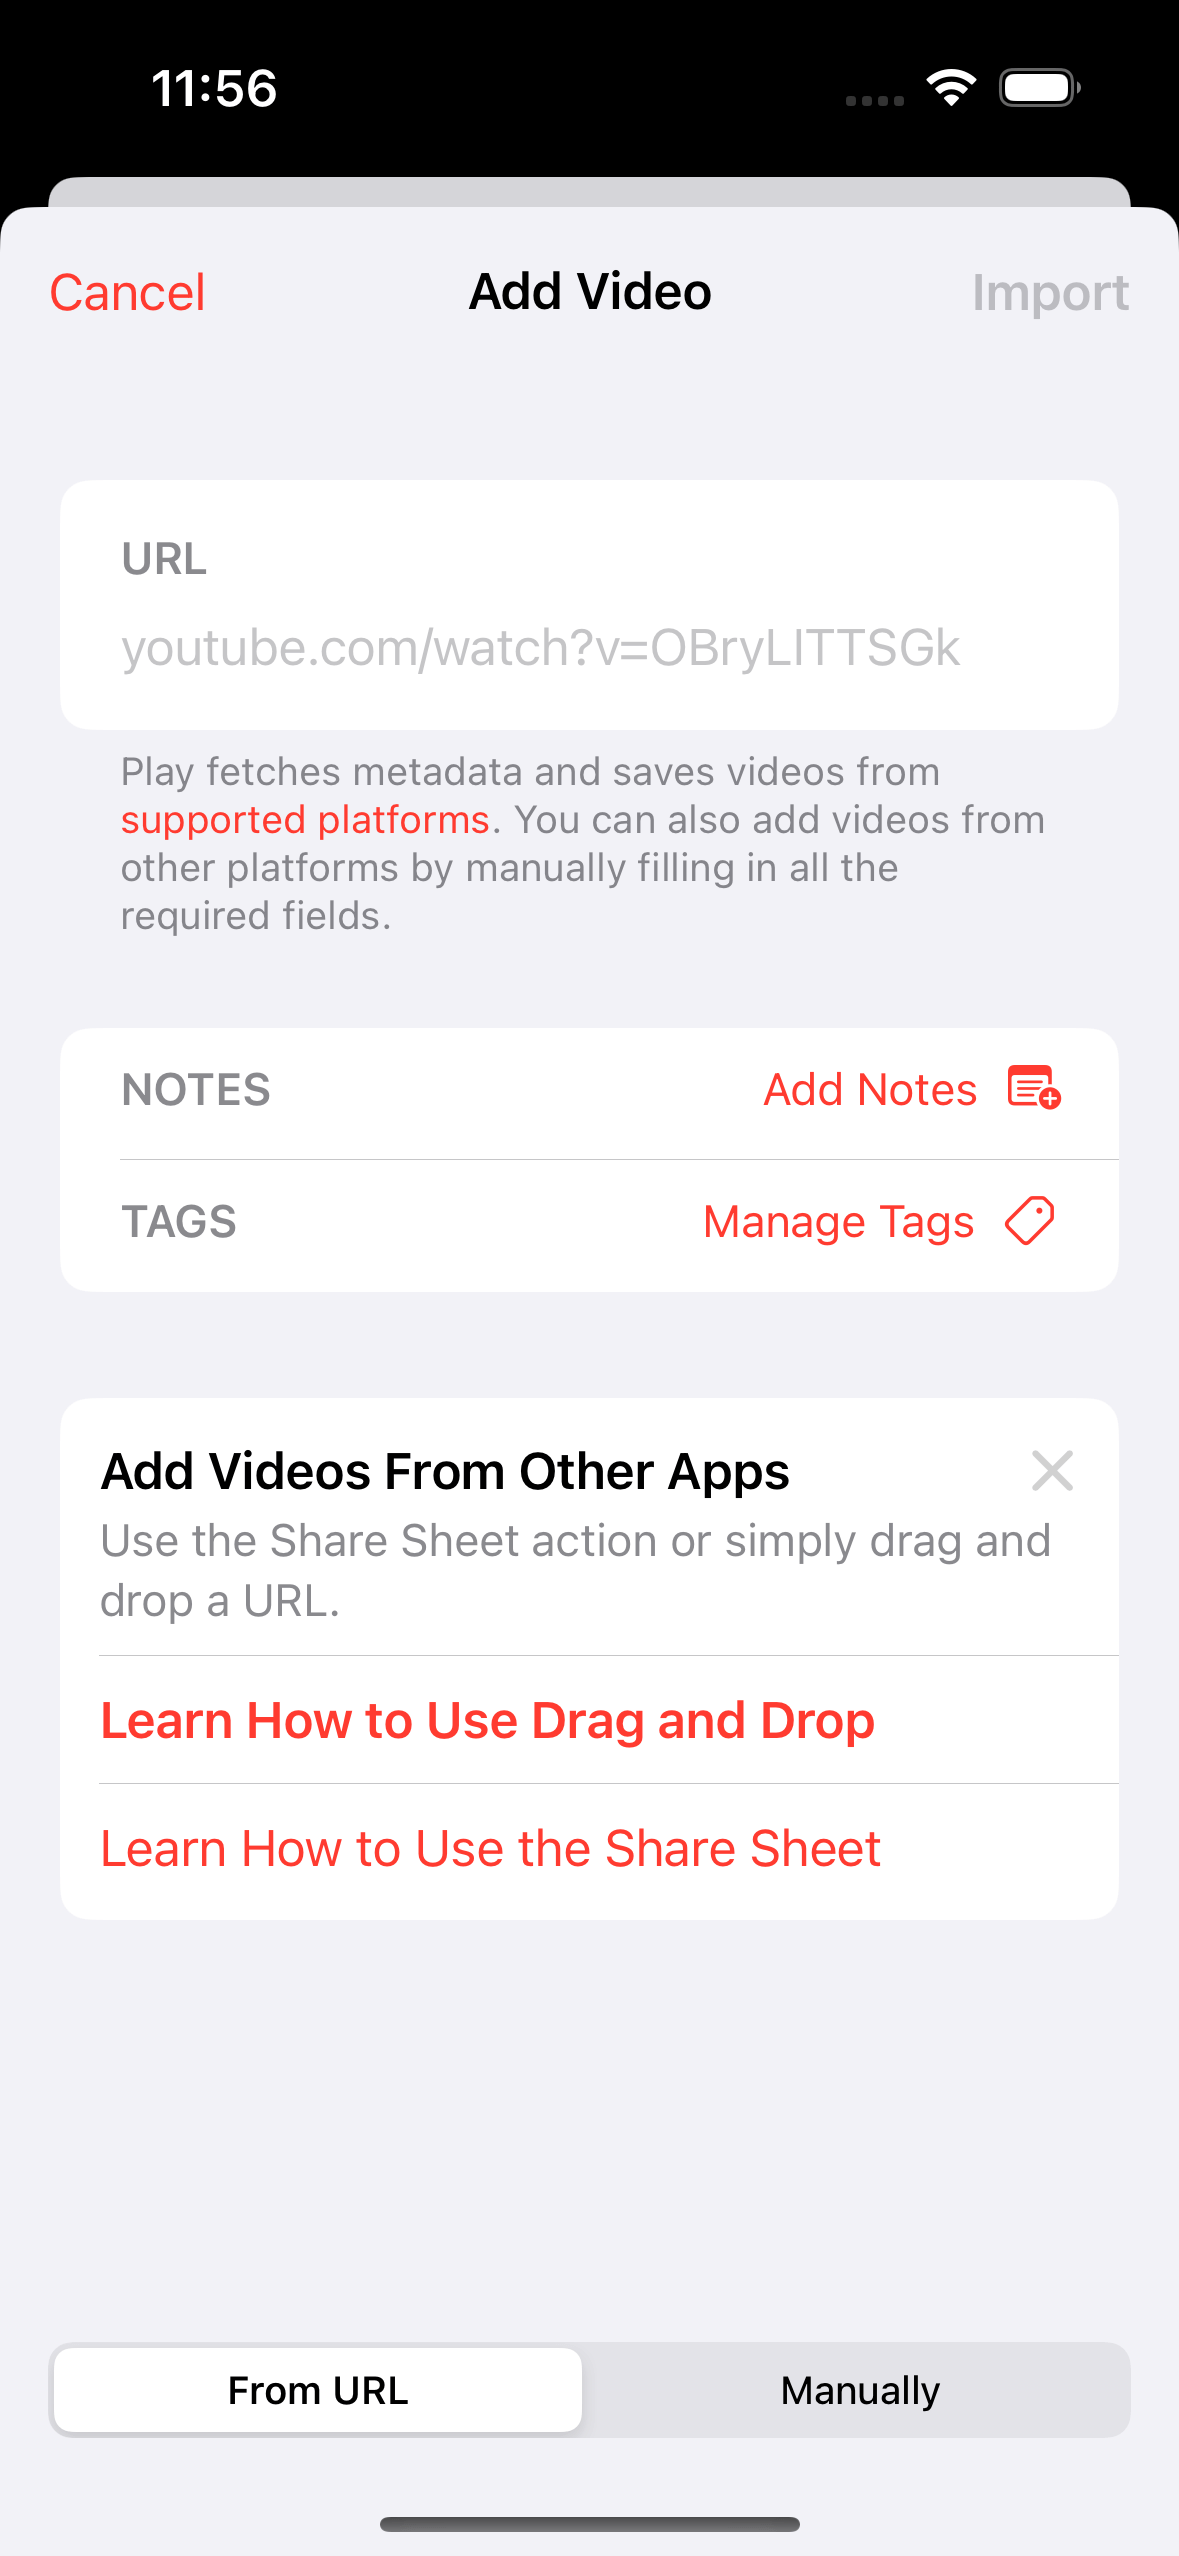 11:56
Cancel
Add Video
Import
URL
youtube.com/watch?v=OBryLITTSGk
Play fetches metadata and saves videos from
supported platforms. You can also add videos from
other platforms by manually filling in all the
required fields.
NOTES
Add Notes
TAGS
Manage Tags
Add Videos From Other Apps
Use the Share Sheet action or simply drag and
drop a URL.
Learn How to Use Drag and Drop
Learn How to Use the Share Sheet
From URL
Manually